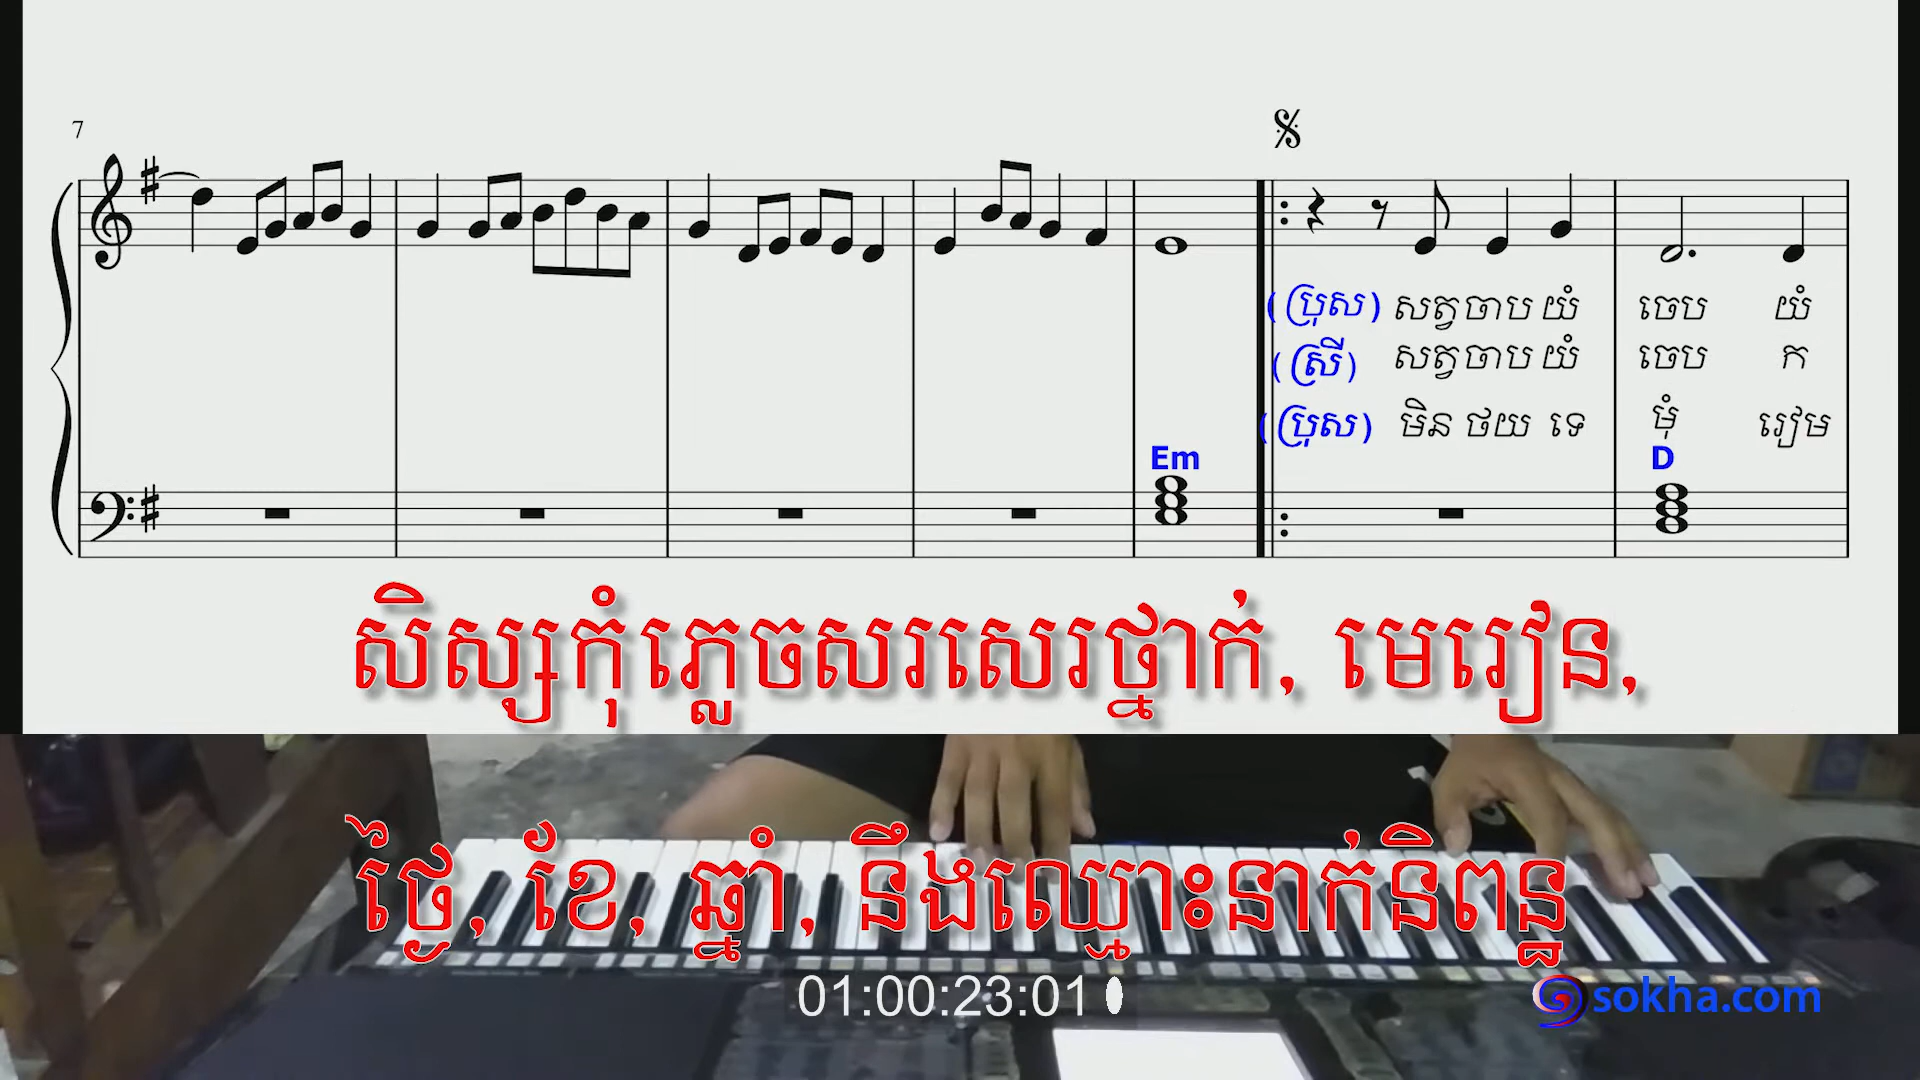 7
(ប្រុស) សត្វចាប យំ ចេប យំ
(ស្រី) សត្វចាប យំ ចេប ក
(ប្រុស) មិន ថយ ទេ មុំ រៀម
Em D
សិស្សកុំភ្លេចសរសេរថ្នាក់, មេរៀន,
ថ្ងៃ, ខែ, ឆ្នាំ, នឹងឈ្មោះនាក់និពន្ធ
01:00:23:01
sokha.com